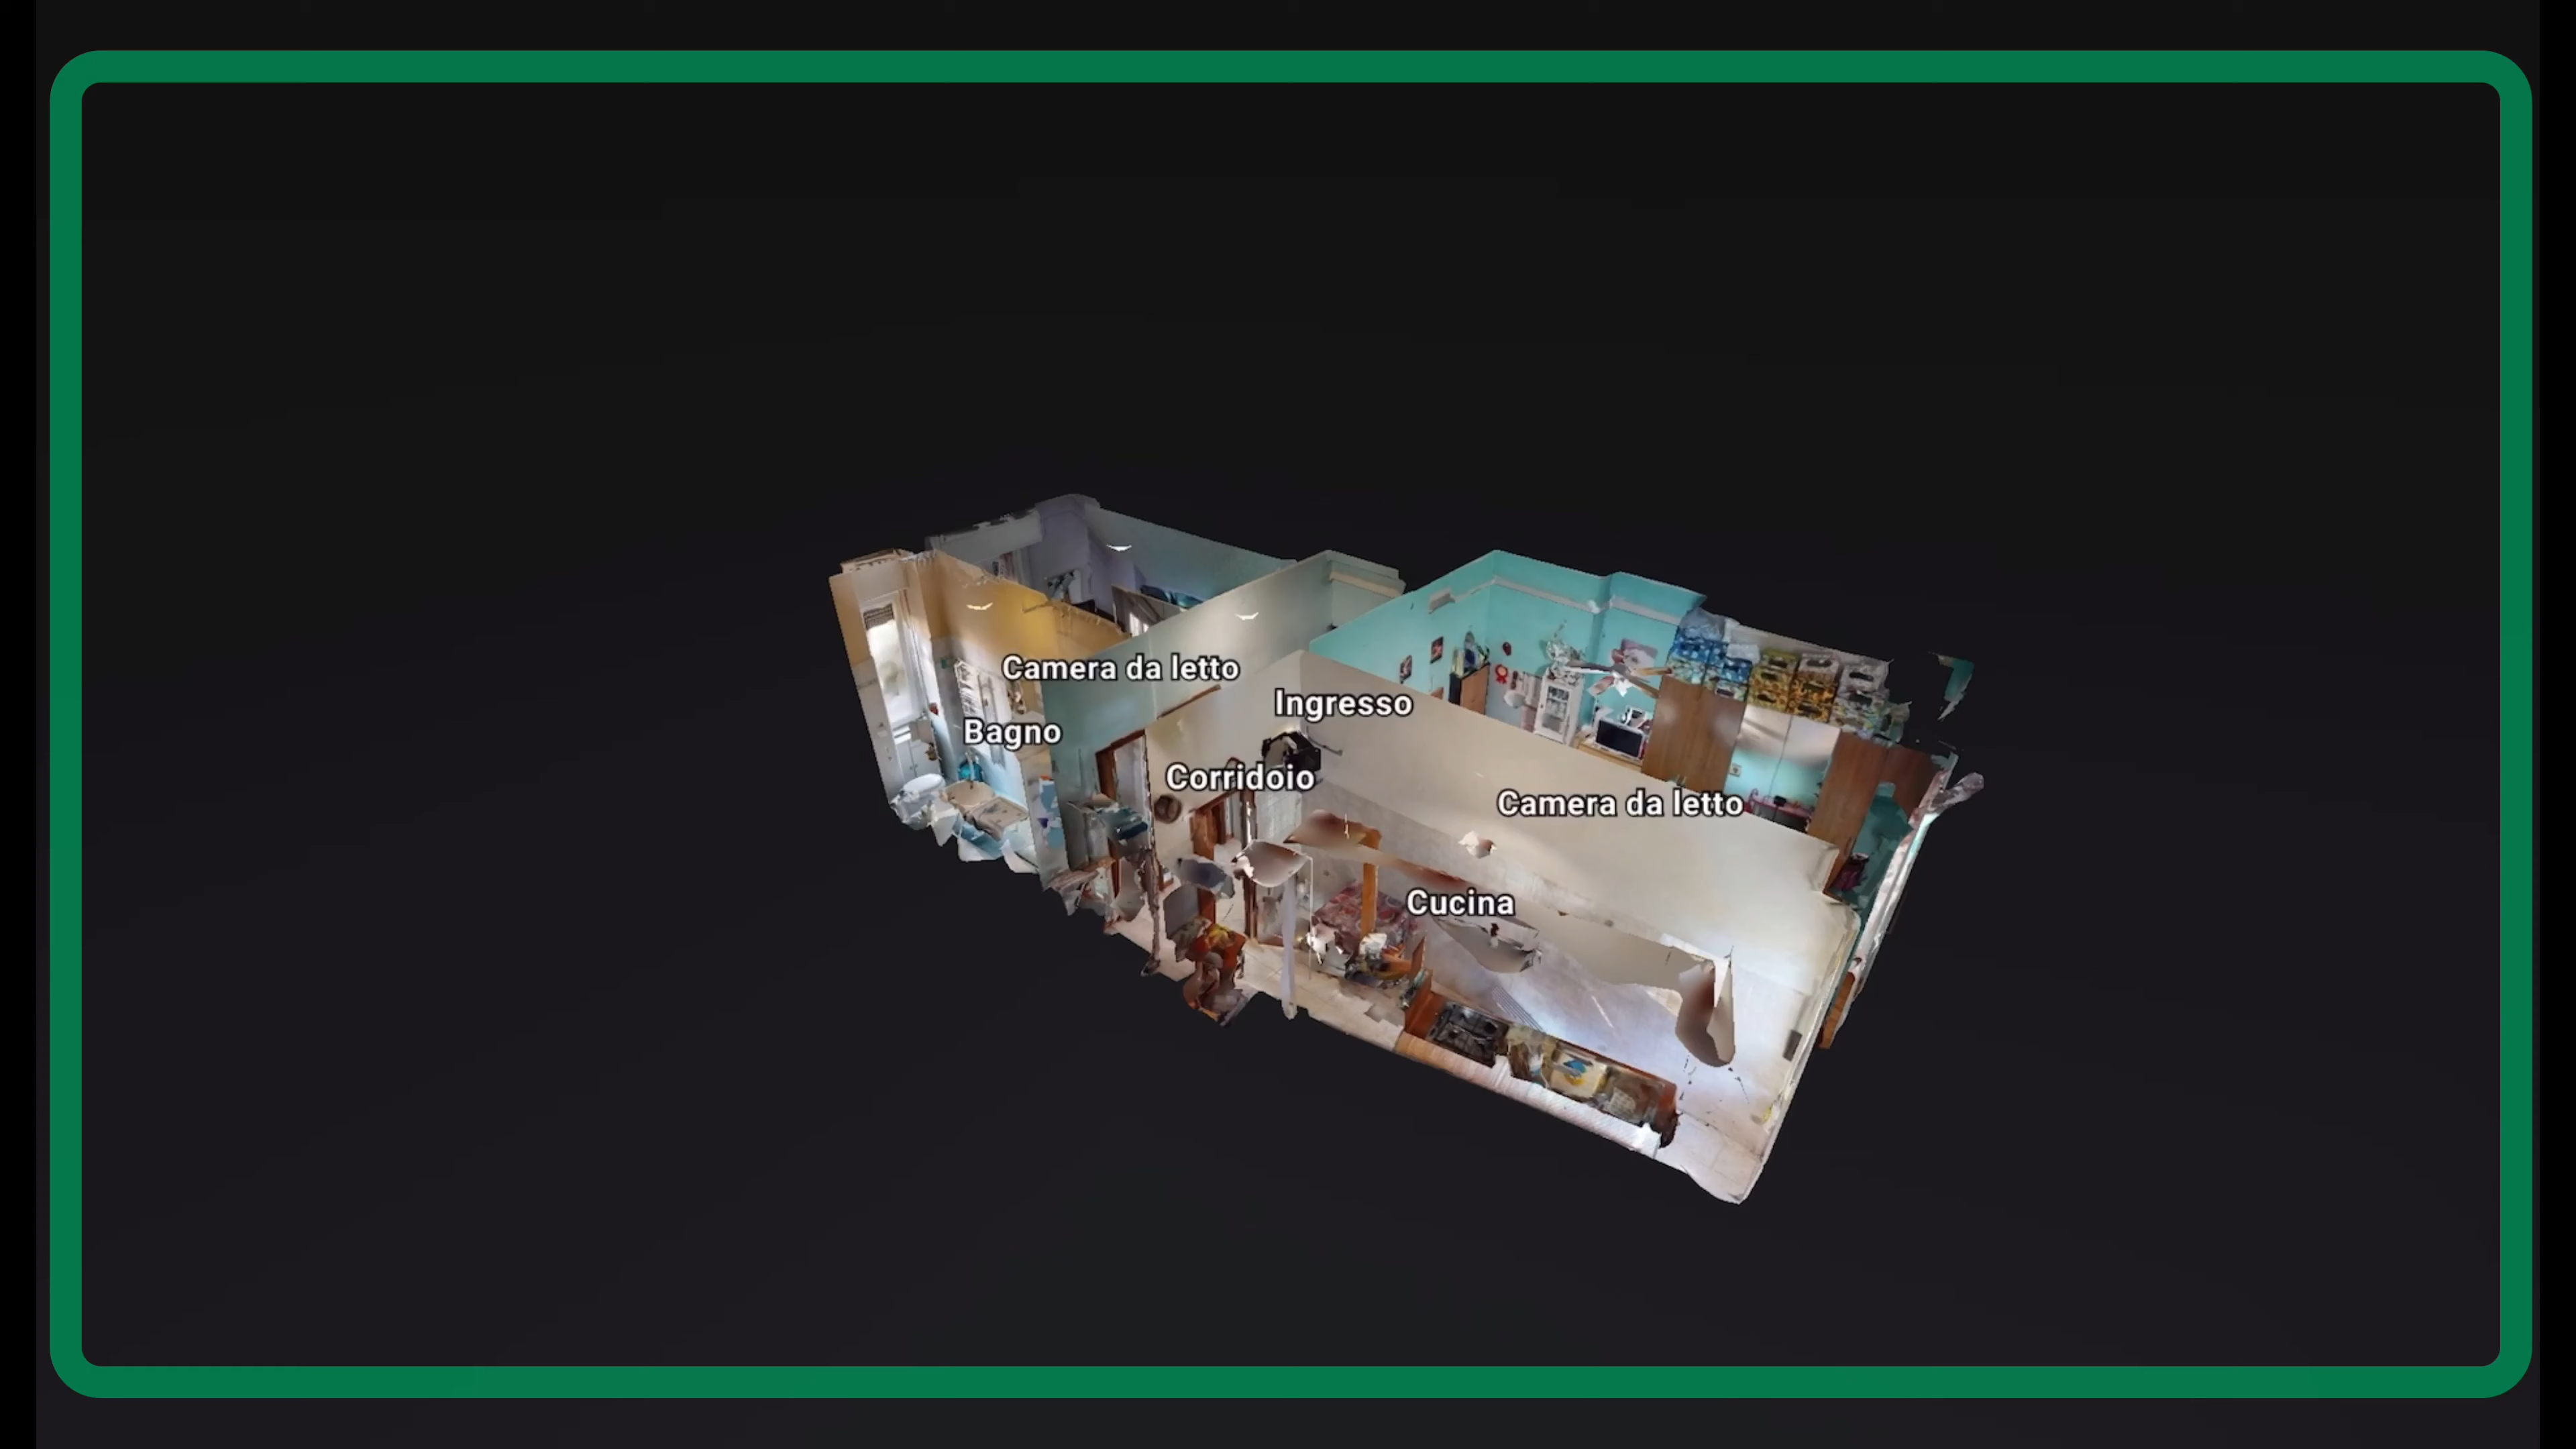 Camera da letto
Ingresso
Bagno
Corridoio
Camera da letto
Cucina